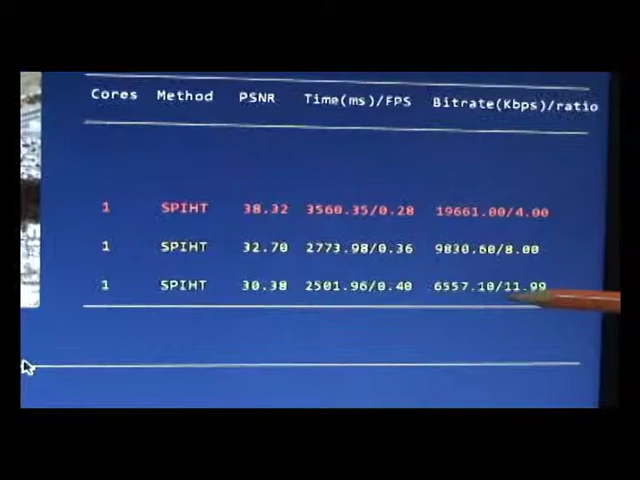 Cores Method PSNR Time(ms)/FPS Bitrate(Kbps)/ratio
1 SPIHT 38.32 3560.35/0.28 19661.00/4.00
1 SPIHT 32.70 2773.98/0.36 9830.60/8.00
1 SPIHT 30.38 2501.96/0.40 6557.10/11.99